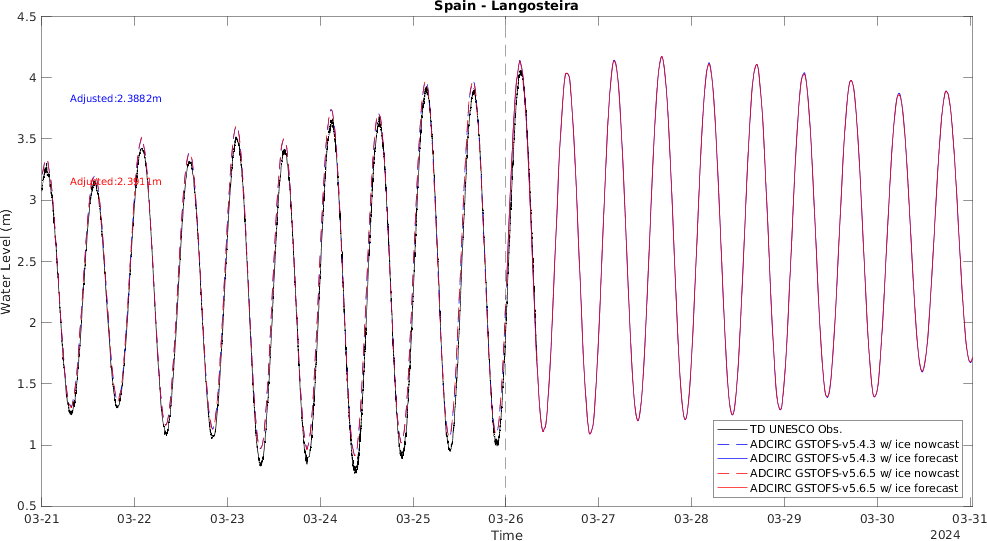 Spain - Langosteira
4.5
4
3.5
3
2.5
2
1.5
1
0.5
Water Level (m)
Adjusted:2.3882m
Adjusted:2.3911m
TD UNESCO Obs.
ADCIRC GSTOFS-v5.4.3 w/ ice nowcast
ADCIRC GSTOFS-v5.4.3 w/ ice forecast
ADCIRC GSTOFS-v5.6.5 w/ ice nowcast
ADCIRC GSTOFS-v5.6.5 w/ ice forecast
03-21 03-22 03-23 03-24 03-25 03-26 03-27 03-28 03-29 03-30 03-31
Time
2024